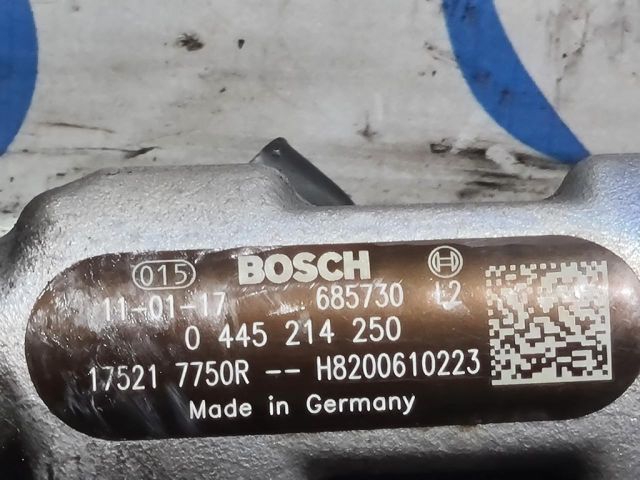 015 BOSCH
11-01-17 685730 L2
0 445 214 250
17521 7750R -- H8200610223
Made in Germany